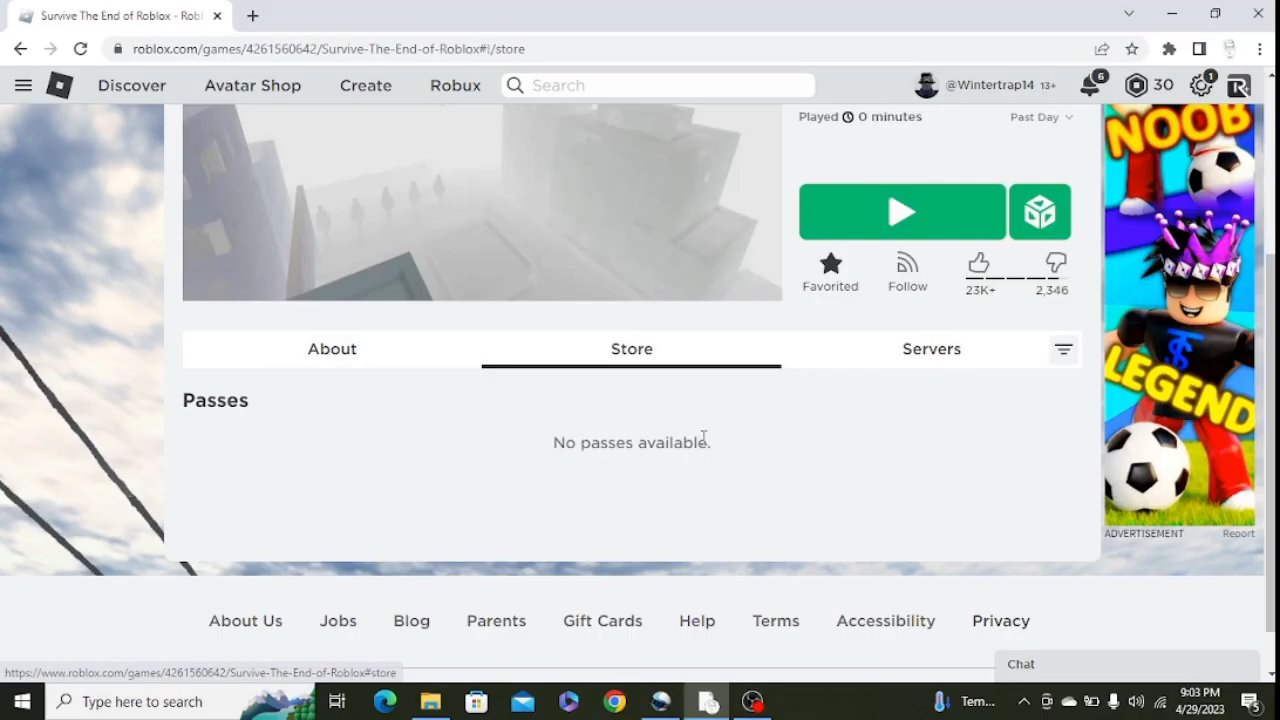 Survive The End of Roblox - Robl
roblox.com/games/4261560642/Survive-The-End-of-Roblox#!/store
Discover
Avatar Shop
Create
Robux
Search
@Wintertrap14 13+
6
30
1
Played 0 minutes
Past Day
NOOB
Favorited
Follow
23K+
2,346
About
Store
Servers
LEGEND
Passes
No passes available.
ADVERTISEMENT
Report
About Us
Jobs
Blog
Parents
Gift Cards
Help
Terms
Accessibility
Privacy
Chat
https://www.roblox.com/games/4261560642/Survive-The-End-of-Roblox#store
Type here to search
Tem...
9:03 PM
4/29/2023
5